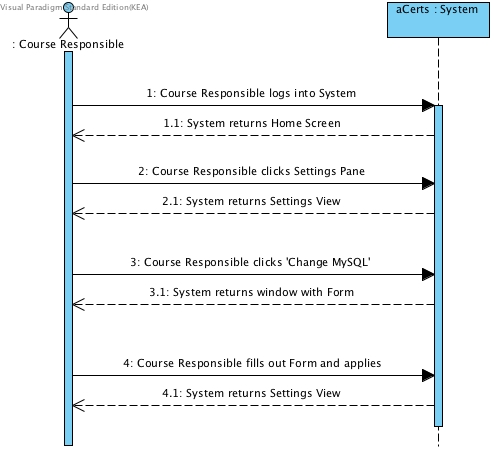 Visual Paradigm Standard Edition(KEA)
aCerts : System
: Course Responsible
1: Course Responsible logs into System
1.1: System returns Home Screen
2: Course Responsible clicks Settings Pane
2.1: System returns Settings View
3: Course Responsible clicks 'Change MySQL'
3.1: System returns window with Form
4: Course Responsible fills out Form and applies
4.1: System returns Settings View